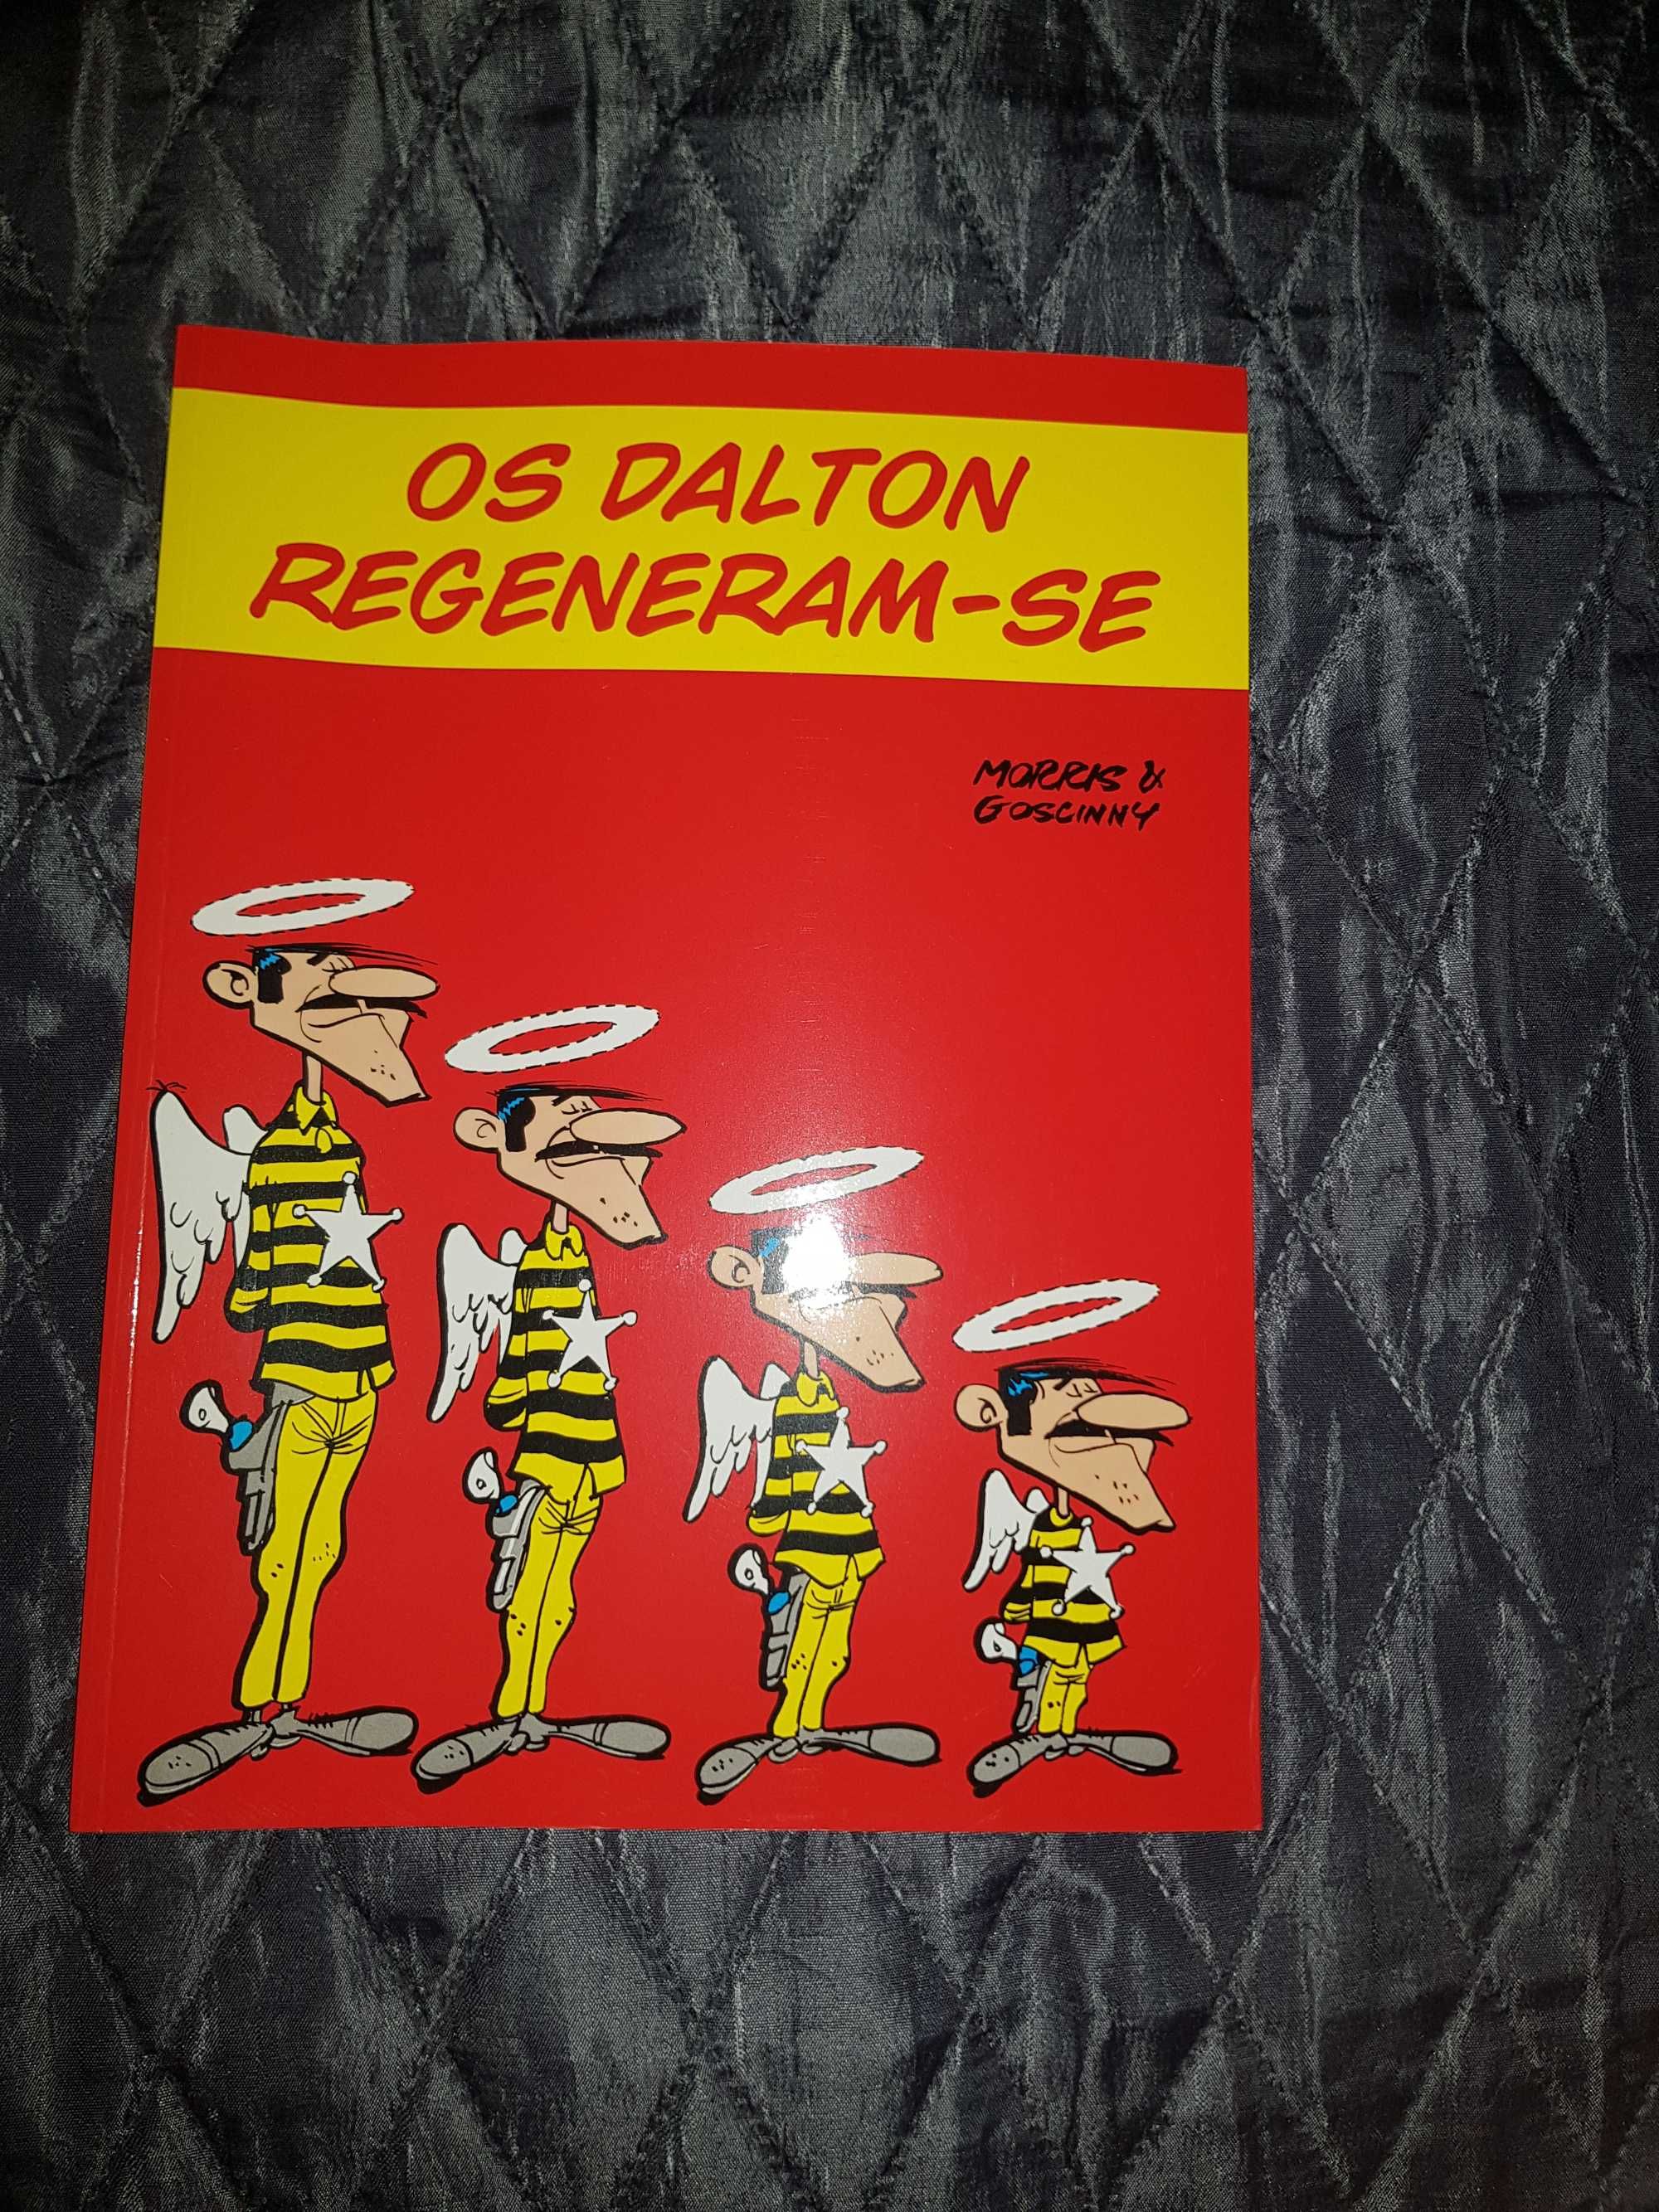 OS DALTON
REGENERAM-SE
MORRIS &
GOSCINNY